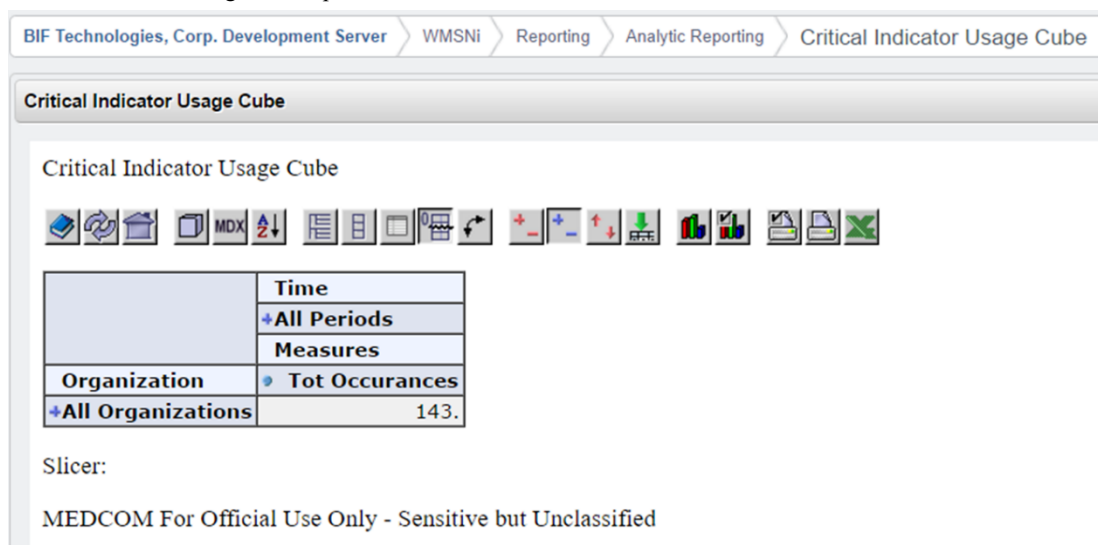 BIF Technologies, Corp. Development Server WMSNi Reporting Analytic Reporting Critical Indicator Usage Cube
Critical Indicator Usage Cube
Critical Indicator Usage Cube
MDX A Z
Time
+All Periods
Measures
Organization Tot Occurances
+All Organizations 143.
Slicer:
MEDCOM For Official Use Only - Sensitive but Unclassified